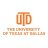 UTD
THE UNIVERSITY
OF TEXAS AT DALLAS